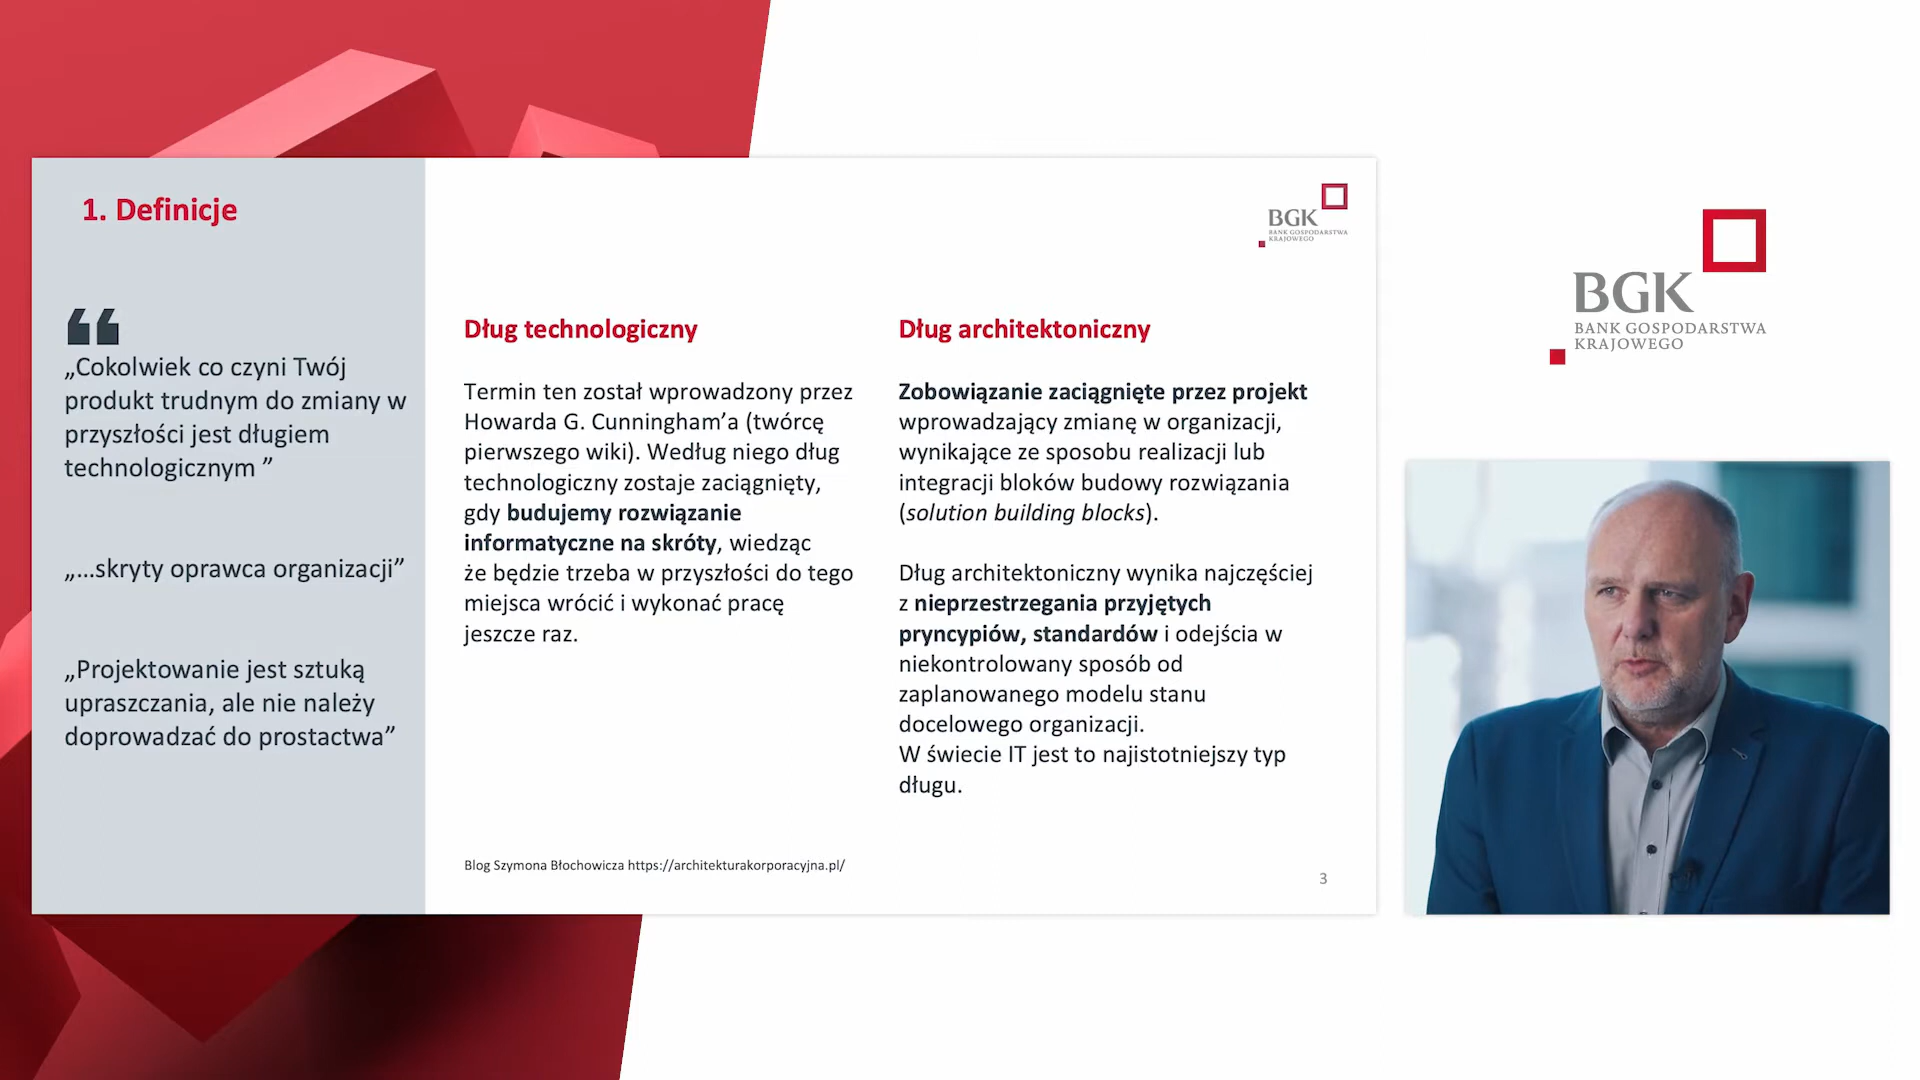 1. Definicje
„Cokolwiek co czyni Twój
produkt trudnym do zmiany w
przyszłości jest długiem
technologicznym ”
„...skryty oprawca organizacji”
„Projektowanie jest sztuką
upraszczania, ale nie należy
doprowadzać do prostactwa”
BGK
BANK GOSPODARSTWA
KRAJOWEGO
Dług technologiczny
Termin ten został wprowadzony przez
Howarda G. Cunningham’a (twórcę
pierwszego wiki). Według niego dług
technologiczny zostaje zaciągnięty,
gdy budujemy rozwiązanie
informatyczne na skróty, wiedząc
że będzie trzeba w przyszłości do tego
miejsca wrócić i wykonać pracę
jeszcze raz.
Dług architektoniczny
Zobowiązanie zaciągnięte przez projekt
wprowadzający zmianę w organizacji,
wynikające ze sposobu realizacji lub
integracji bloków budowy rozwiązania
(solution building blocks).
Dług architektoniczny wynika najczęściej
z nieprzestrzegania przyjętych
pryncypiów, standardów i odejścia w
niekontrolowany sposób od
zaplanowanego modelu stanu
docelowego organizacji.
W świecie IT jest to najistotniejszy typ
długu.
Blog Szymona Błochowicza https://architekturakorporacyjna.pl/
3
BGK
BANK GOSPODARSTWA
KRAJOWEGO